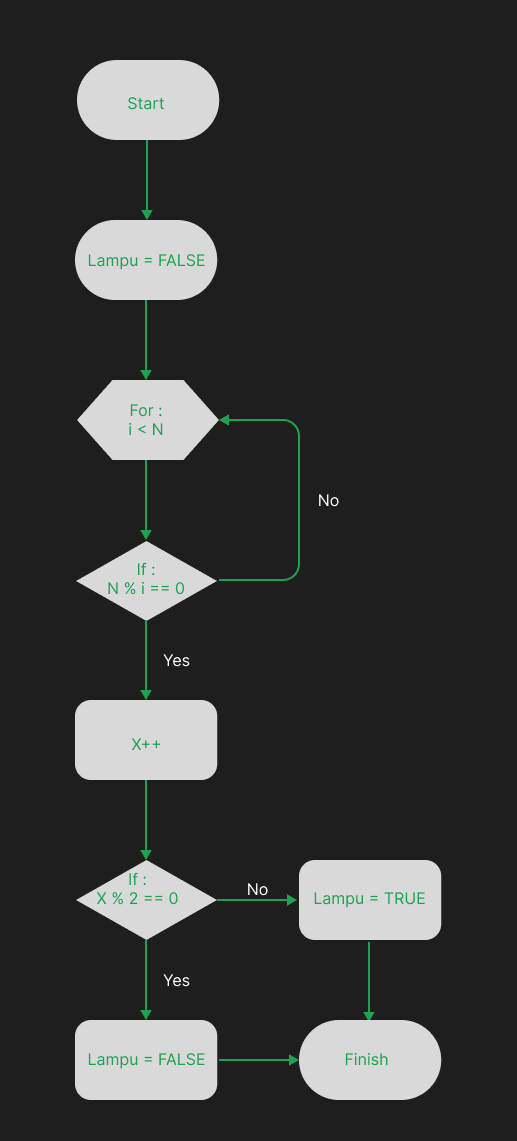 Start
Lampu = FALSE
For :
i < N
No
If :
N % i == 0
Yes
X++
If :
X % 2 == 0
No
Lampu = TRUE
Yes
Lampu = FALSE
Finish